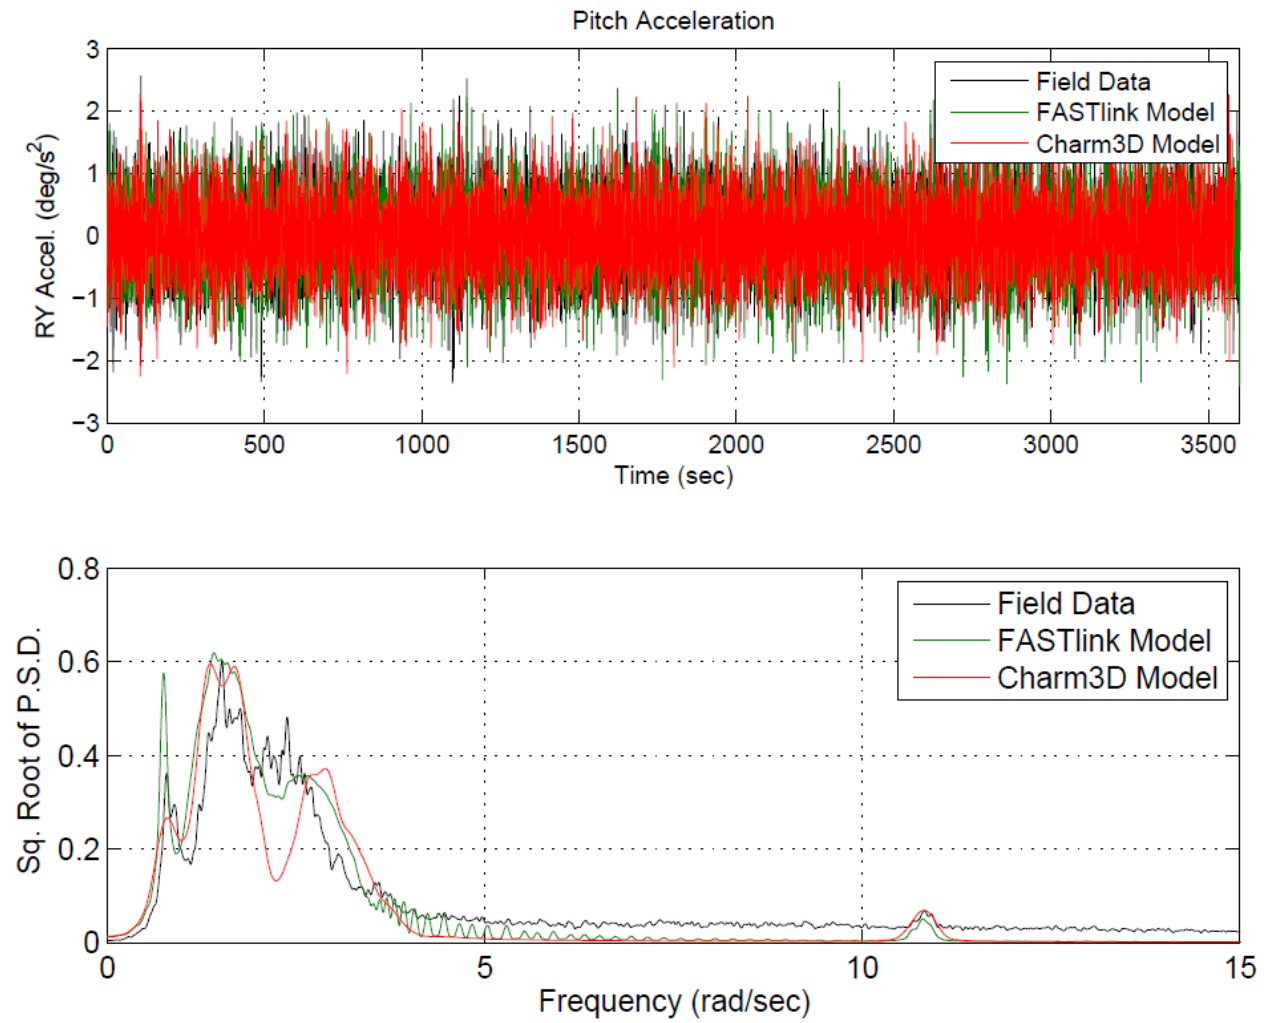 Pitch Acceleration
3
2
1
0
−1
−2
−3
RY Accel. (deg/s²)
Field Data
FASTlink Model
Charm3D Model
0 500 1000 1500 2000 2500 3000 3500
Time (sec)
0.8
0.6
0.4
0.2
0
Sq. Root of P.S.D.
Field Data
FASTlink Model
Charm3D Model
0 5 10 15
Frequency (rad/sec)